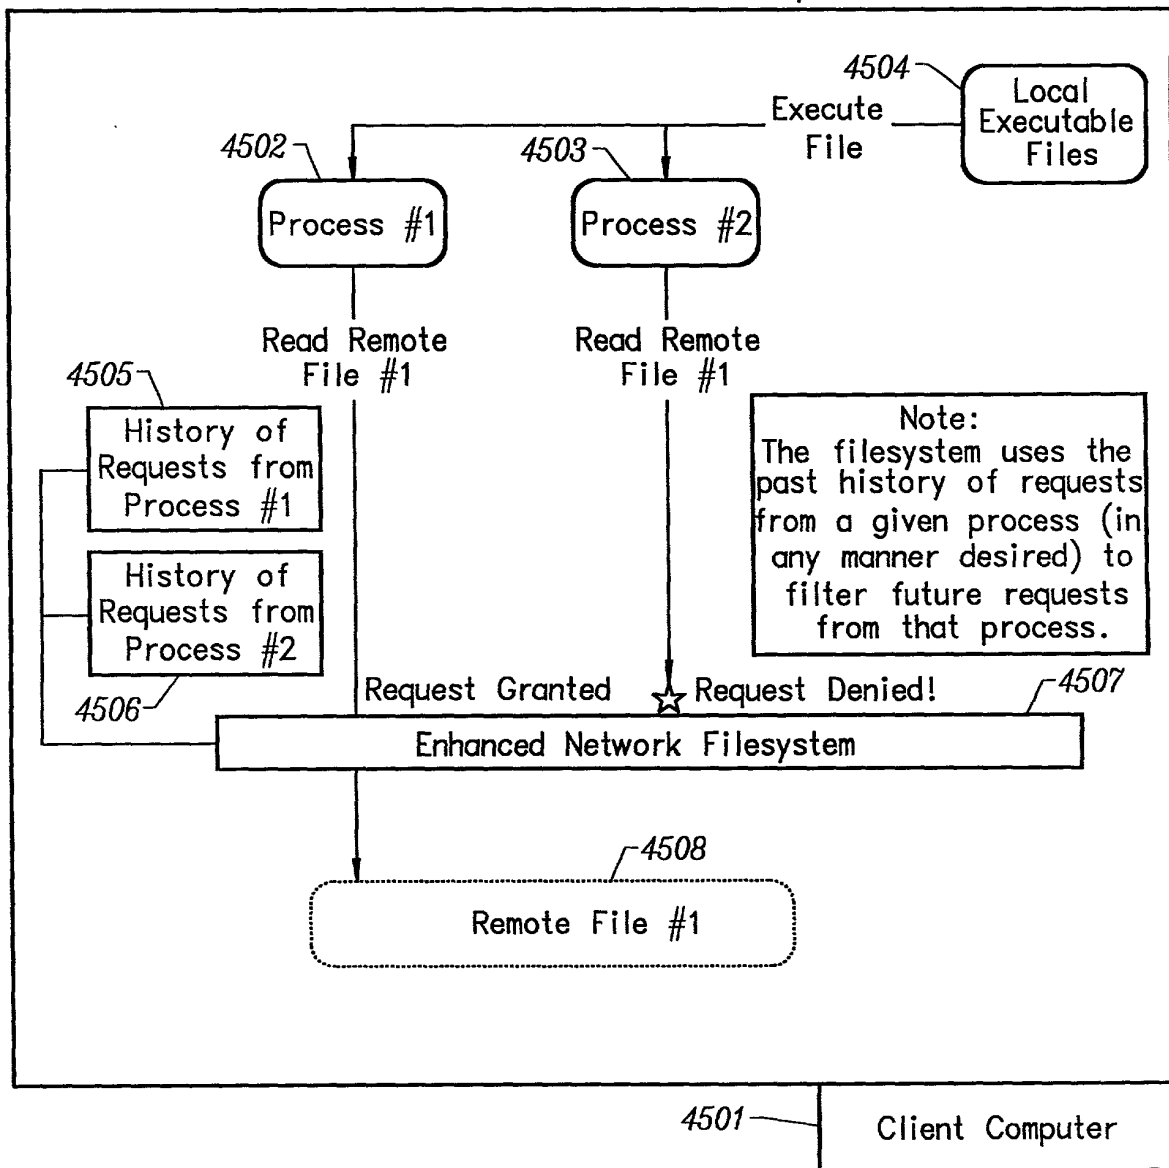 4504
Local
Executable
Files
Execute
File
4502
4503
Process #1
Process #2
Read Remote
File #1
Read Remote
File #1
4505
History of
Requests from
Process #1
History of
Requests from
Process #2
4506
Note:
The filesystem uses the
past history of requests
from a given process (in
any manner desired) to
filter future requests
from that process.
Request Granted
Request Denied!
4507
Enhanced Network Filesystem
4508
Remote File #1
4501
Client Computer